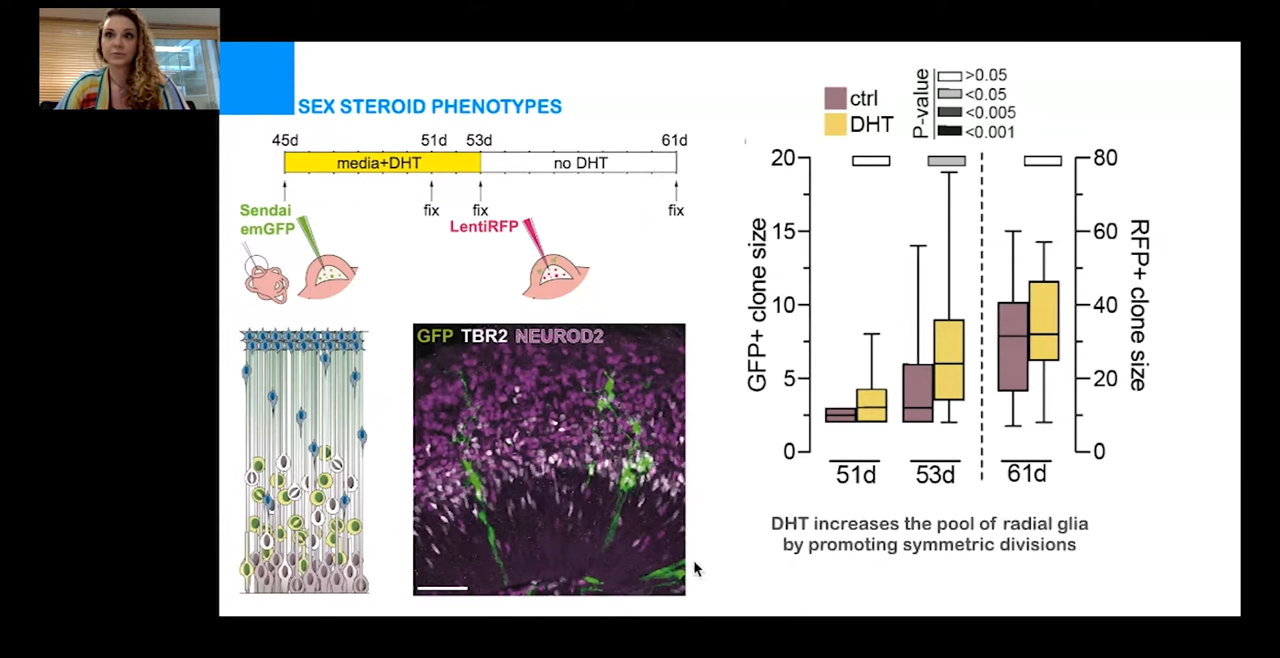 SEX STEROID PHENOTYPES
45d 51d 53d 61d
media+DHT no DHT
fix fix fix
Sendai
emGFP
LentiRFP
GFP TBR2 NEUROD2
ctrl
DHT
P-value
>0.05
<0.05
<0.005
<0.001
GFP+ clone size
20
15
10
5
0
80
60
40
20
0
RFP+ clone size
51d 53d 61d
DHT increases the pool of radial glia
by promoting symmetric divisions